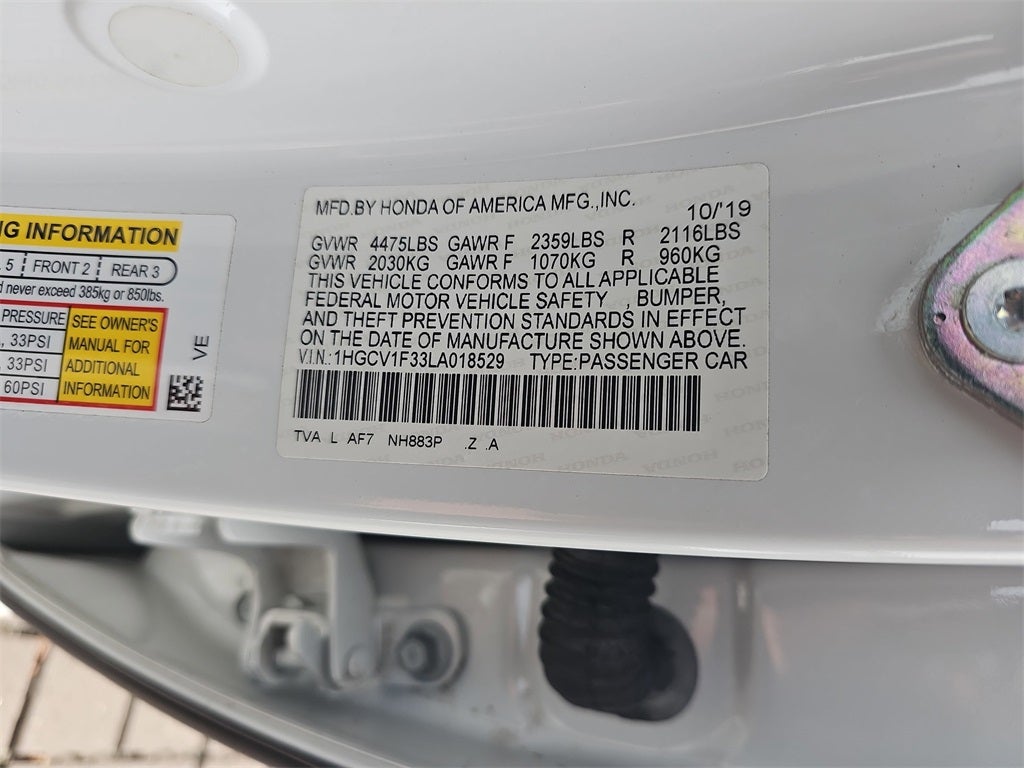 NG INFORMATION
5 FRONT 2 REAR 3
never exceed 385kg or 850lbs.
PRESSURE SEE OWNER'S
33PSI MANUAL FOR
33PSI ADDITIONAL
60PSI INFORMATION
VE
MFD.BY HONDA OF AMERICA MFG.,INC. 10/'19
GVWR 4475LBS GAWR F 2359LBS R 2116LBS
GVWR 2030KG GAWR F 1070KG R 960KG
THIS VEHICLE CONFORMS TO ALL APPLICABLE
FEDERAL MOTOR VEHICLE SAFETY , BUMPER,
AND THEFT PREVENTION STANDARDS IN EFFECT
ON THE DATE OF MANUFACTURE SHOWN ABOVE.
V.I.N.:1HGCV1F33LA018529 TYPE:PASSENGER CAR
TVA L AF7 NH883P .Z .A